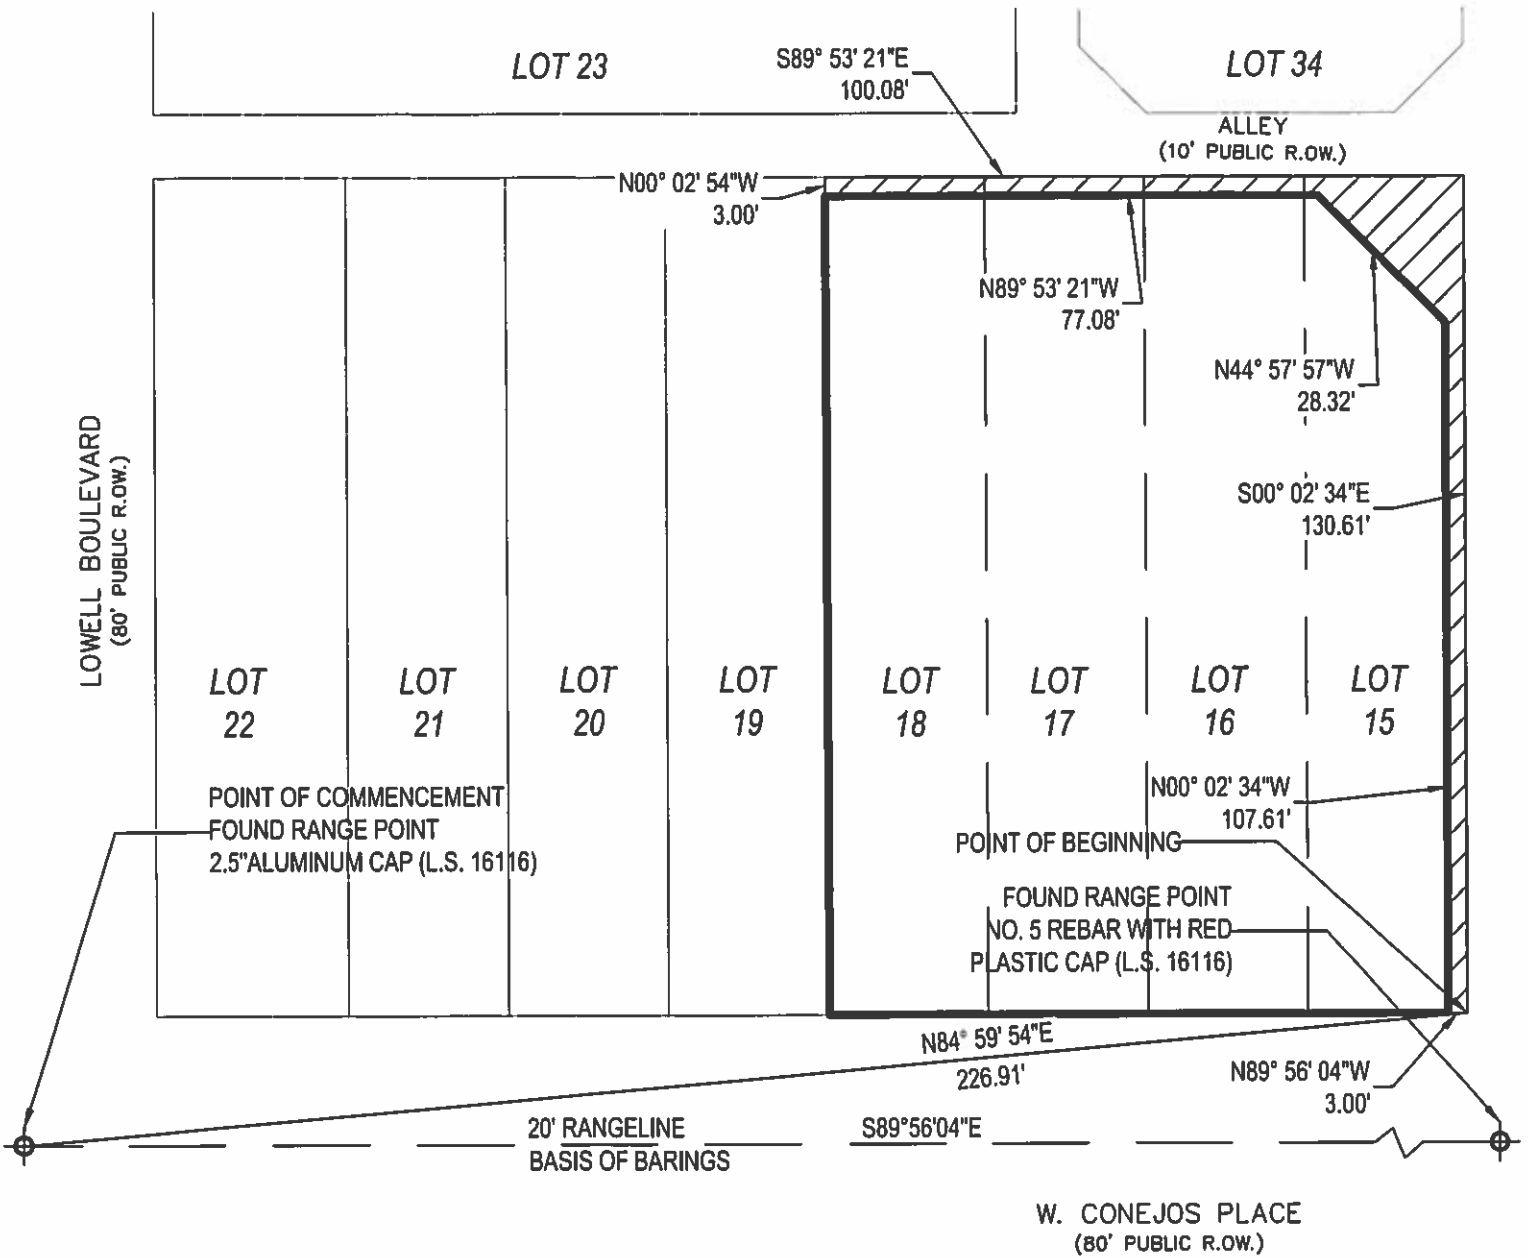 LOT 23
S89° 53' 21"E
100.08'
LOT 34
ALLEY
(10' PUBLIC R.OW.)
N00° 02' 54"W
3.00'
N89° 53' 21"W
77.08'
N44° 57' 57"W
28.32'
LOWELL BOULEVARD
(80' PUBLIC R.OW.)
S00° 02' 34"E
130.61'
LOT
22
LOT
21
LOT
20
LOT
19
LOT
18
LOT
17
LOT
16
LOT
15
POINT OF COMMENCEMENT
FOUND RANGE POINT
2.5"ALUMINUM CAP (L.S. 16116)
N00° 02' 34"W
107.61'
POINT OF BEGINNING
FOUND RANGE POINT
NO. 5 REBAR WITH RED
PLASTIC CAP (L.S. 16116)
N84° 59' 54"E
226.91'
N89° 56' 04"W
3.00'
20' RANGELINE
BASIS OF BARINGS
S89°56'04"E
W. CONEJOS PLACE
(80' PUBLIC R.OW.)